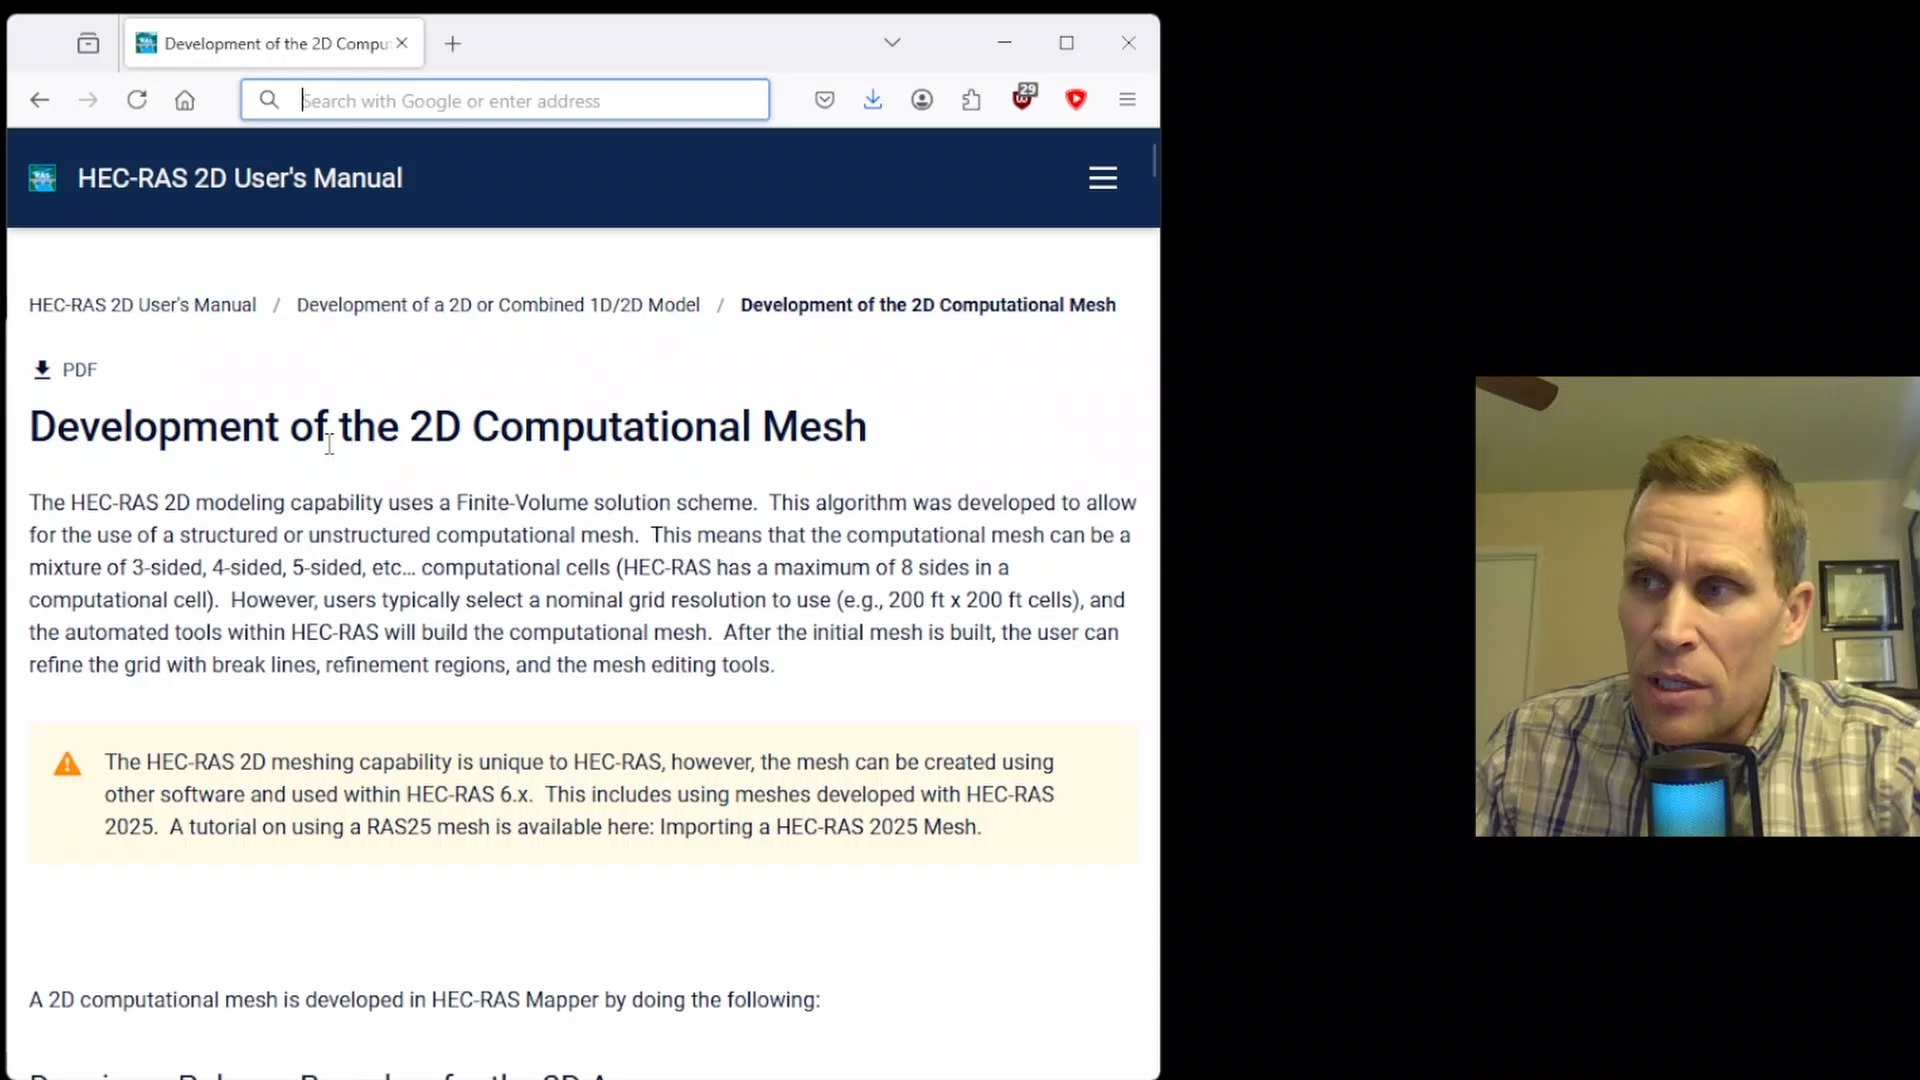 Development of the 2D Compu
Search with Google or enter address
29
HEC-RAS 2D User's Manual
HEC-RAS 2D User's Manual / Development of a 2D or Combined 1D/2D Model / Development of the 2D Computational Mesh
PDF
Development of the 2D Computational Mesh
The HEC-RAS 2D modeling capability uses a Finite-Volume solution scheme. This algorithm was developed to allow
for the use of a structured or unstructured computational mesh. This means that the computational mesh can be a
mixture of 3-sided, 4-sided, 5-sided, etc... computational cells (HEC-RAS has a maximum of 8 sides in a
computational cell). However, users typically select a nominal grid resolution to use (e.g., 200 ft x 200 ft cells), and
the automated tools within HEC-RAS will build the computational mesh. After the initial mesh is built, the user can
refine the grid with break lines, refinement regions, and the mesh editing tools.
The HEC-RAS 2D meshing capability is unique to HEC-RAS, however, the mesh can be created using
other software and used within HEC-RAS 6.x. This includes using meshes developed with HEC-RAS
2025. A tutorial on using a RAS25 mesh is available here: Importing a HEC-RAS 2025 Mesh.
A 2D computational mesh is developed in HEC-RAS Mapper by doing the following: